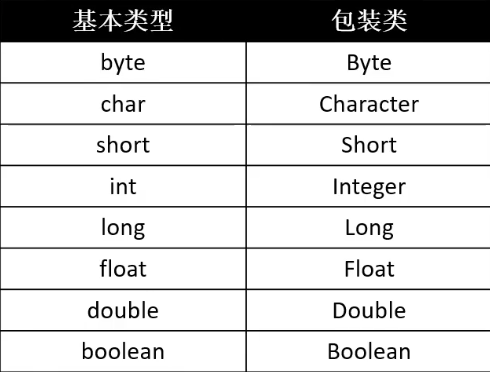 基本类型 包装类
byte Byte
char Character
short Short
int Integer
long Long
float Float
double Double
boolean Boolean